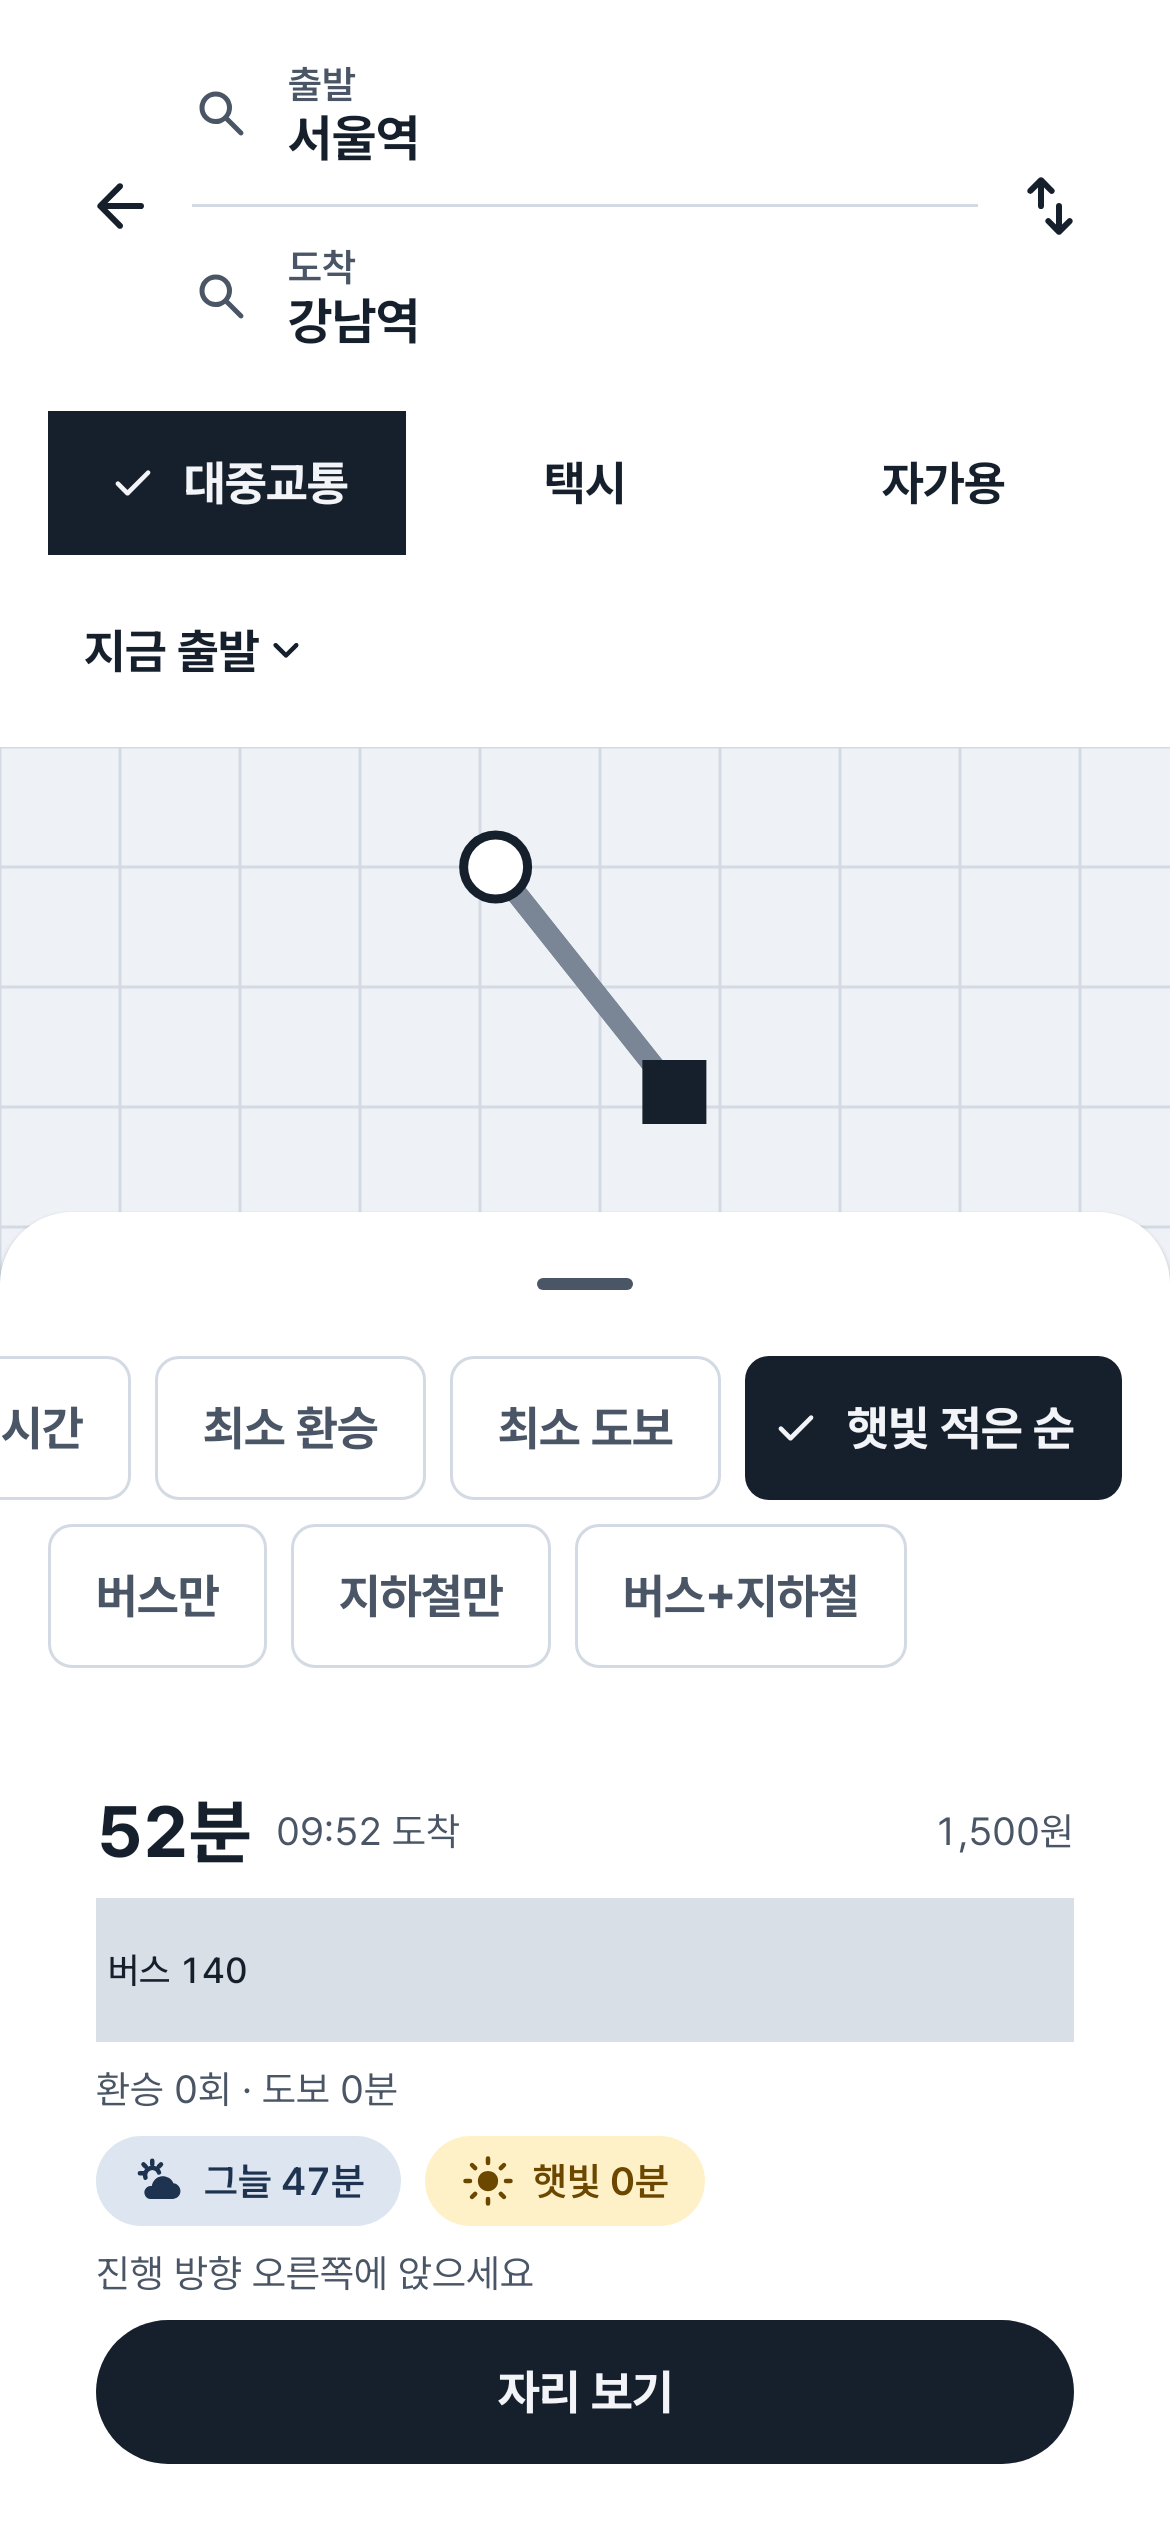 출발
서울역
도착
강남역
대중교통 택시 자가용
지금 출발
시간 최소 환승 최소 도보 햇빛 적은 순
버스만 지하철만 버스+지하철
52분 09:52 도착 1,500원
버스 140
환승 0회 · 도보 0분
그늘 47분 햇빛 0분
진행 방향 오른쪽에 앉으세요
자리 보기